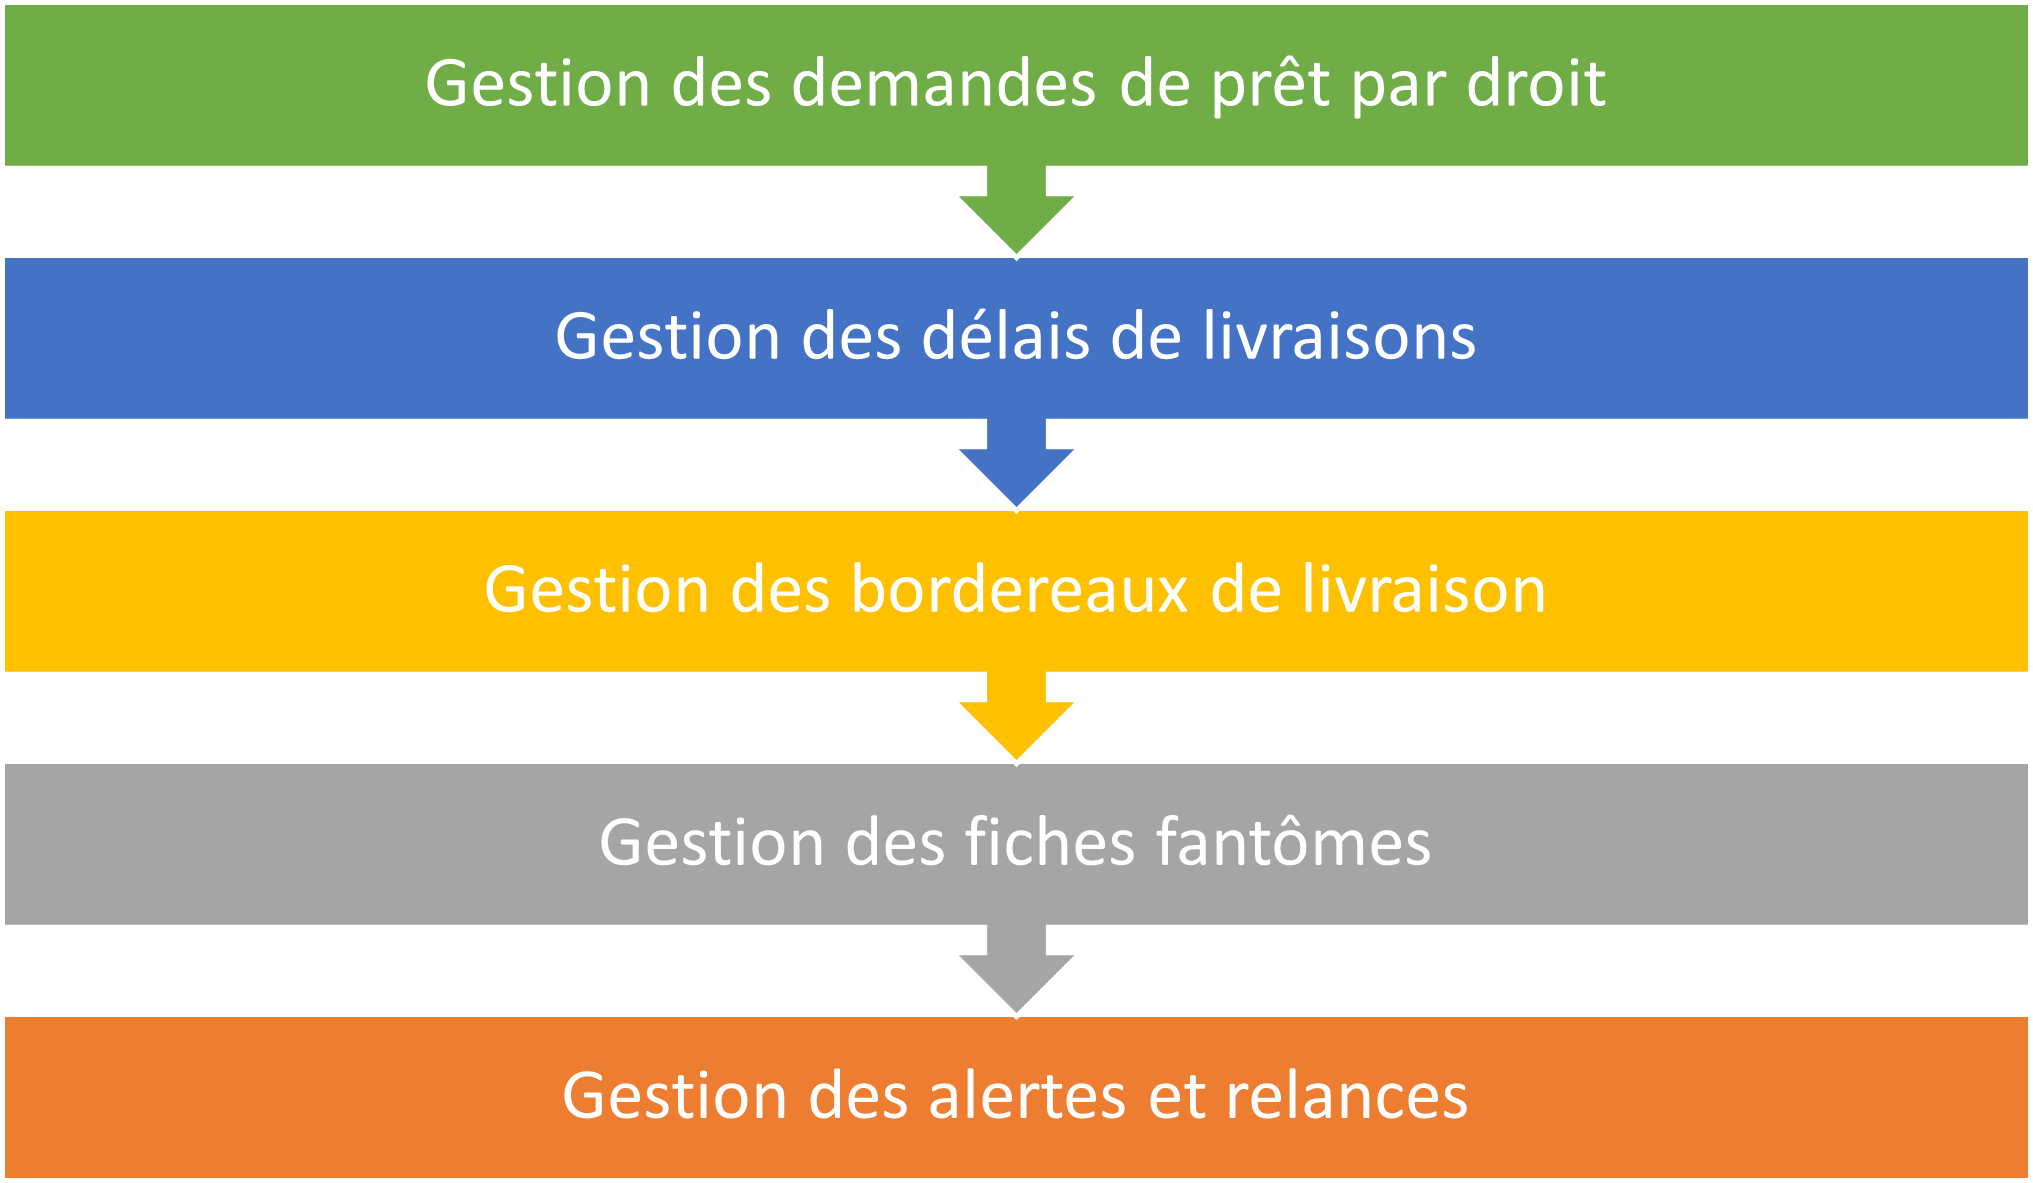 Gestion des demandes de prêt par droit
Gestion des délais de livraisons
Gestion des bordereaux de livraison
Gestion des fiches fantômes
Gestion des alertes et relances